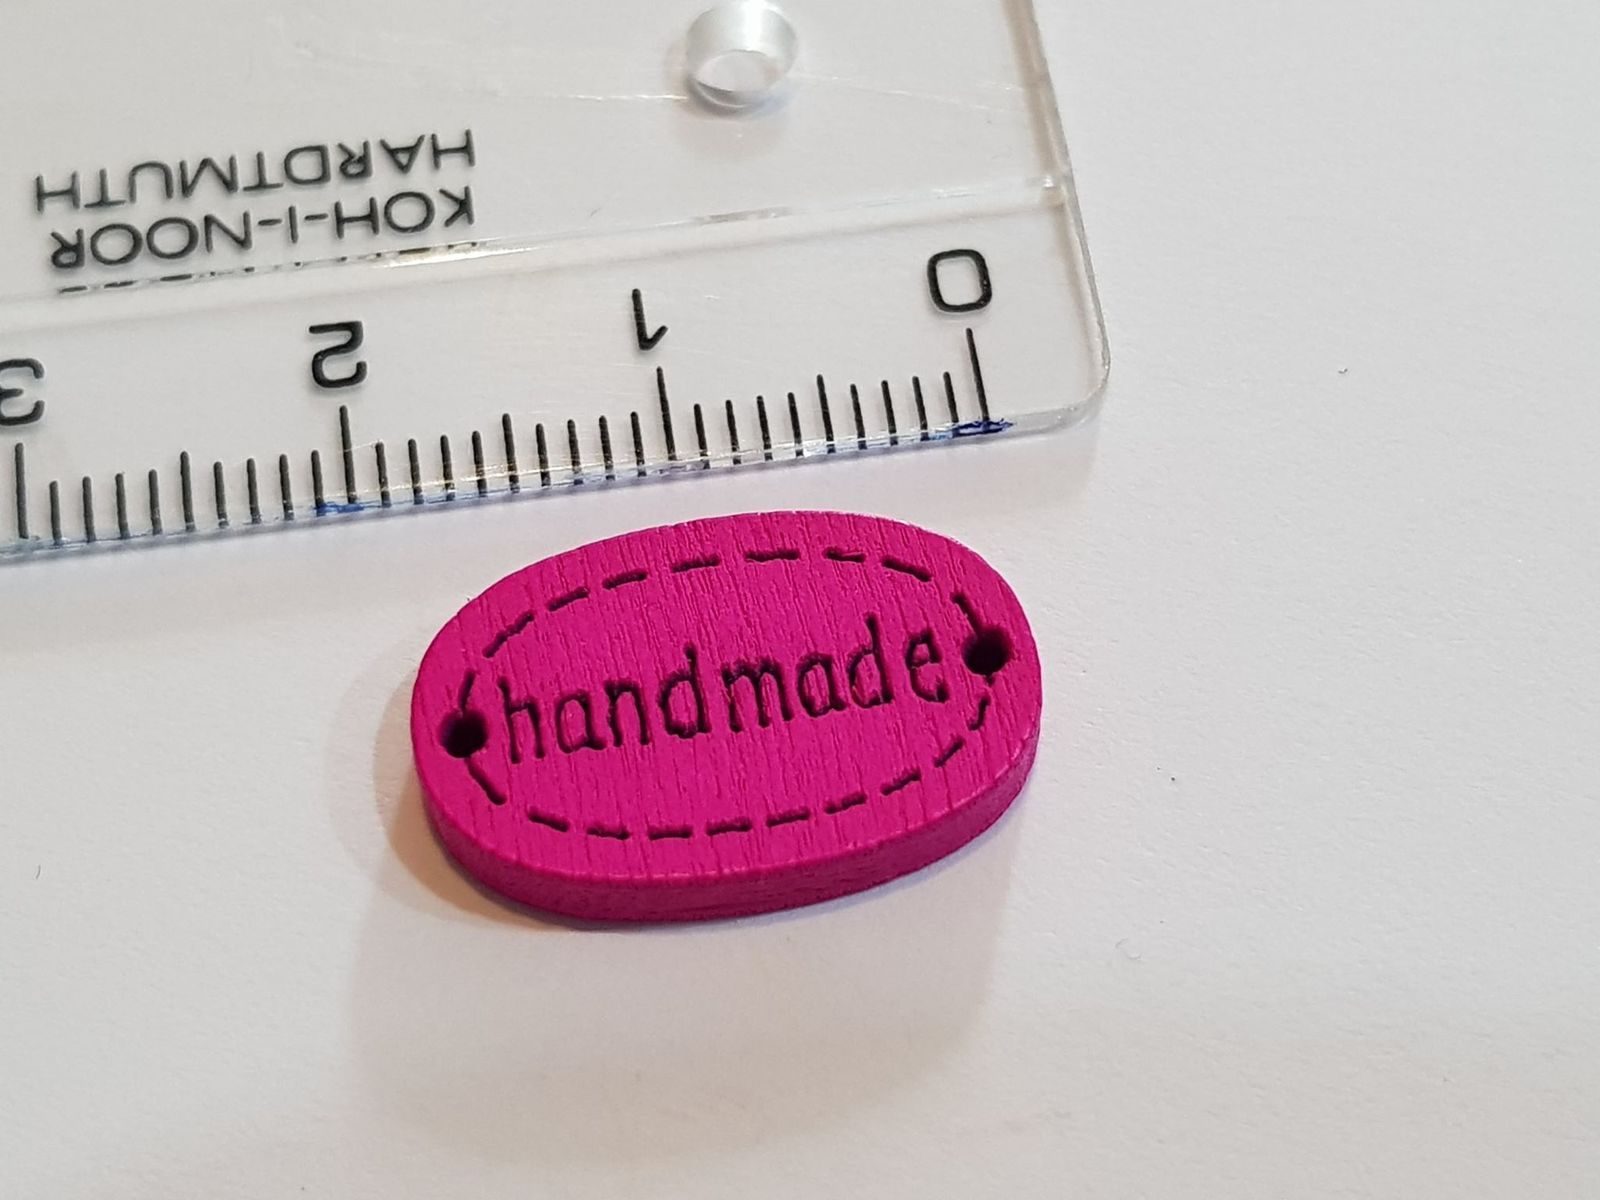 KOH-I-NOOR
HARDTMUTH
0 1 2 3
handmade